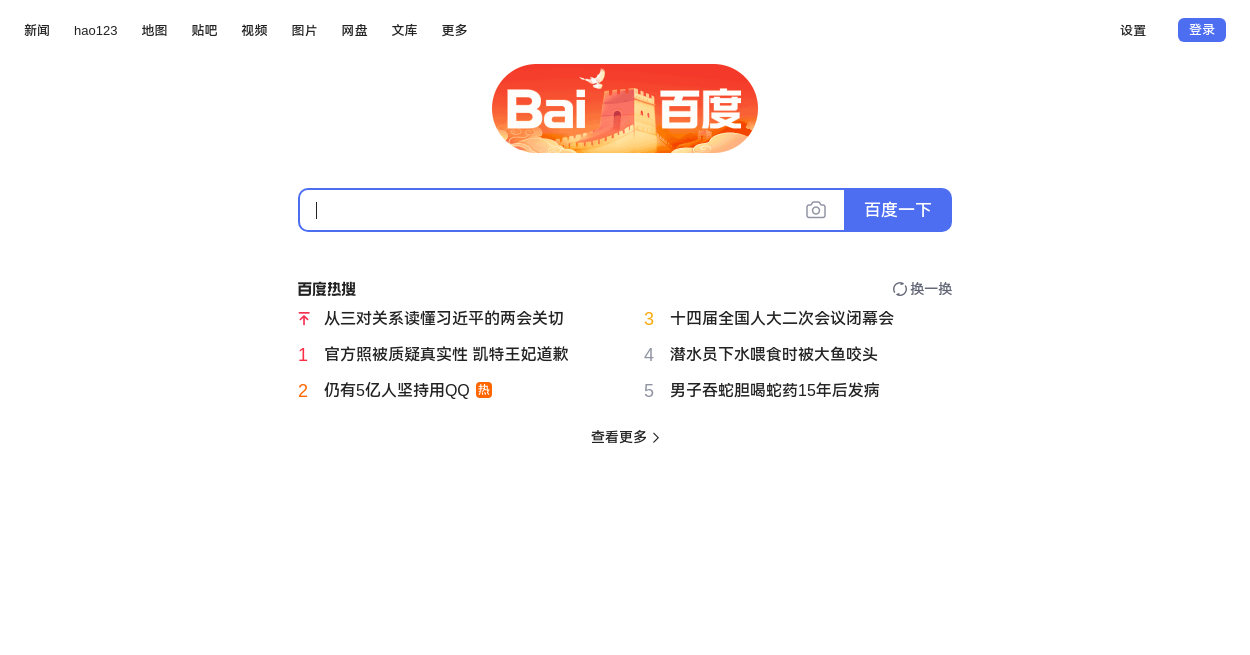 新闻 hao123 地图 贴吧 视频 图片 网盘 文库 更多 设置 登录
Bai 百度
百度一下
百度热搜 换一换
从三对关系读懂习近平的两会关切
1 官方照被质疑真实性 凯特王妃道歉
2 仍有5亿人坚持用QQ 热
3 十四届全国人大二次会议闭幕会
4 潜水员下水喂食时被大鱼咬头
5 男子吞蛇胆喝蛇药15年后发病
查看更多